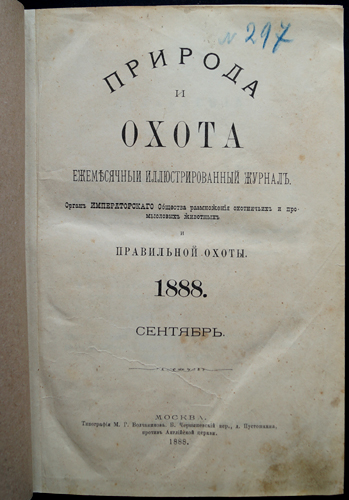 № 297
ПРИРОДА
И
ОХОТА
ЕЖЕМѢСЯЧНЫЙ ИЛЛЮСТРИРОВАННЫЙ ЖУРНАЛЪ.
Органъ ИМПЕРАТОРСКАГО Общества размноженія охотничьихъ и про-
мысловыхъ животныхъ
и
ПРАВИЛЬНОЙ ОХОТЫ.
1888.
СЕНТЯБРЬ.
МОСКВА.
Типографія М. Г. Волчанинова, Б. Чернышевскій пер., д. Пустошкина,
противъ Англійской церкви.
1888.